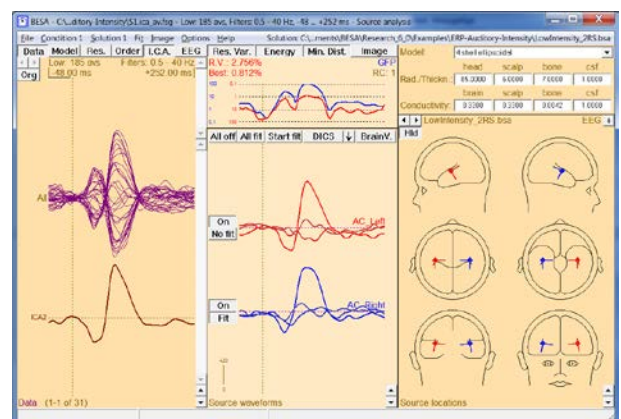 BESA - C:\...ditory-Intensity\S1.ica_pv.fsg - Low: 185 avs, Filters: 0.5 - 40 Hz, -48 ... +252 ms - Source analysis
File Condition 1 Solution 1 Fit Image Options Help Solution: C:\...ments\BESA\Research_6_0\Examples\ERP-Auditory-Intensity\LowIntensity_2RS.bsa
Data Model Res. Order I.C.A. EEG Res. Var. Energy Min. Dist. Image Model: 4 shell ellipsoidal
Org Low: 185 avs Filters: 0.5 - 40 Hz
-48.00 ms +252.00 ms
R.V.: 2.756% GFP
Best: 0.812% RC: 1
head scalp bone csf
Rad./Thickn.: 85.0000 6.0000 7.0000 1.0000
brain scalp bone csf
Conductivity: 0.3300 0.3300 0.0042 1.0000
All off All fit Start fit DICS BrainV.
LowIntensity_2RS.bsa EEG
Hld
All
On
No fit
AC_Left
On
Fit
AC_Right
ICA2
Data (1-1 of 31)
Source waveforms
Source locations